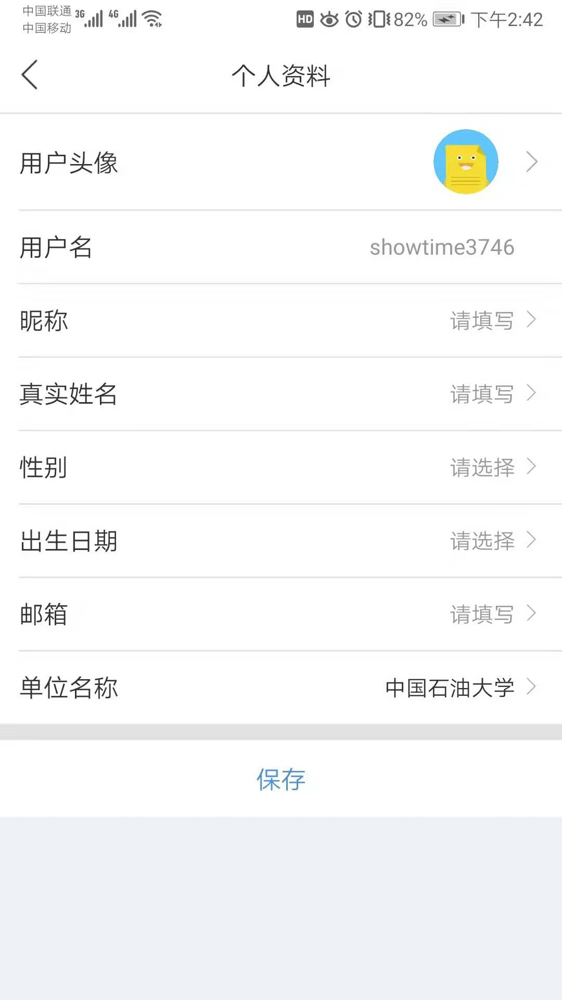 中国联通 3G 4G
中国移动
HD 82% 下午2:42
个人资料
用户头像
用户名 showtime3746
昵称 请填写
真实姓名 请填写
性别 请选择
出生日期 请选择
邮箱 请填写
单位名称 中国石油大学
保存